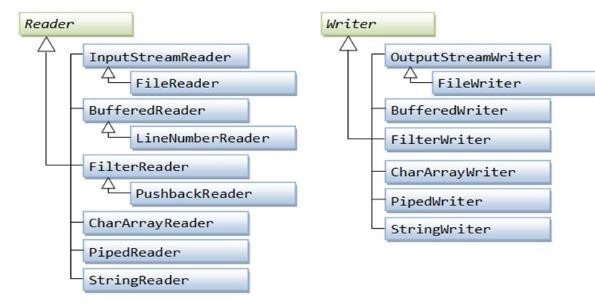 Reader
InputStreamReader
FileReader
BufferedReader
LineNumberReader
FilterReader
PushbackReader
CharArrayReader
PipedReader
StringReader
Writer
OutputStreamWriter
FileWriter
BufferedWriter
FilterWriter
CharArrayWriter
PipedWriter
StringWriter